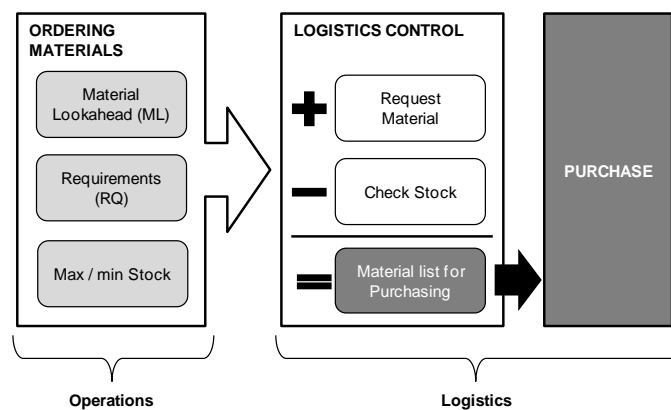 ORDERING
MATERIALS
Material
Lookahead (ML)
Requirements
(RQ)
Max / min Stock
Operations
LOGISTICS CONTROL
Request
Material
Check Stock
Material list for
Purchasing
PURCHASE
Logistics